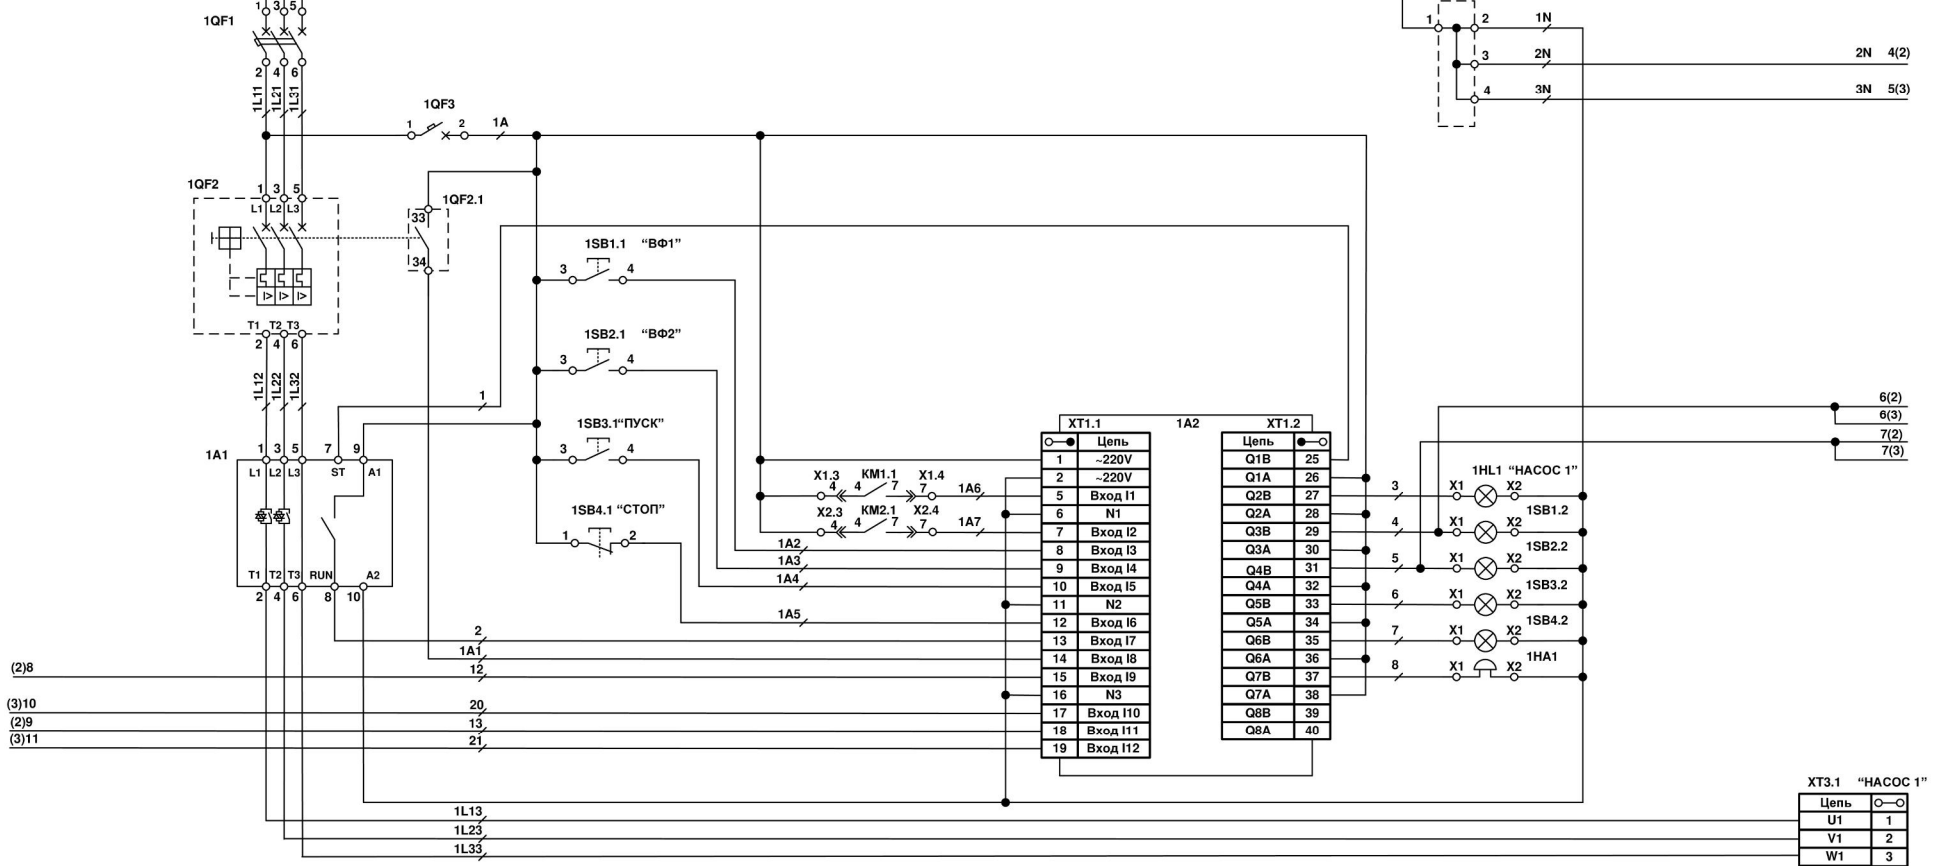 1 3 5
1QF1
2 4 6
1L11 1L21 1L31
1QF3
1 2 1A
1QF2
1 3 5
L1 L2 L3
1QF2.1
33
34
I> I> I>
T1 T2 T3
2 4 6
1L12 1L22 1L32
1
1A1
1 3 5 7 9
L1 L2 L3 ST A1
T1 T2 T3 RUN A2
2 4 6 8 10
1SB1.1 “ВФ1”
3 4
1SB2.1 “ВФ2”
3 4
1SB3.1“ПУСК”
3 4
1SB4.1 “СТОП”
1 2
X1.3 KM1.1 X1.4
4 4 7 7 1A6
X2.3 KM2.1 X2.4
4 4 7 7 1A7
1A2
1A3
1A4
1A5
2
1A1
(2)8 12
(3)10 20
(2)9 13
(3)11 21
XT1.1 1A2 XT1.2
Цепь
1 ~220V
2 ~220V
5 Вход I1
6 N1
7 Вход I2
8 Вход I3
9 Вход I4
10 Вход I5
11 N2
12 Вход I6
13 Вход I7
14 Вход I8
15 Вход I9
16 N3
17 Вход I10
18 Вход I11
19 Вход I12
Цепь
Q1B 25
Q1A 26
Q2B 27
Q2A 28
Q3B 29
Q3A 30
Q4B 31
Q4A 32
Q5B 33
Q5A 34
Q6B 35
Q6A 36
Q7B 37
Q7A 38
Q8B 39
Q8A 40
1 2 1N
3 2N 2N 4(2)
4 3N 3N 5(3)
6(2)
6(3)
7(2)
7(3)
1HL1 “НАСОС 1”
3 X1 X2
1SB1.2
4 X1 X2
1SB2.2
5 X1 X2
1SB3.2
6 X1 X2
1SB4.2
7 X1 X2
1HA1
8 X1 X2
1L13
1L23
1L33
XT3.1 “НАСОС 1”
Цепь
U1 1
V1 2
W1 3